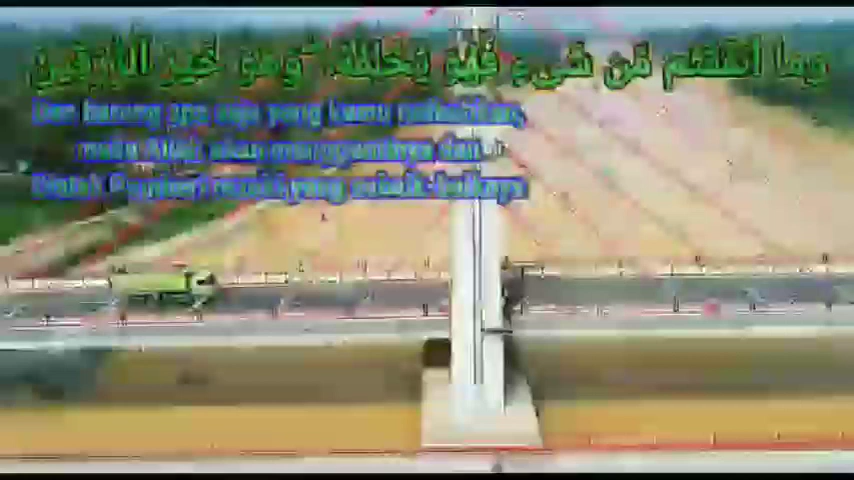 وما أنفقتم من شيء فهو يخلفه وهو خير الرازقين
Dan barang apa saja yang kamu nafkahkan,
maka Allah akan menggantinya dan
Dialah Pemberi rezeki yang sebaik-baiknya